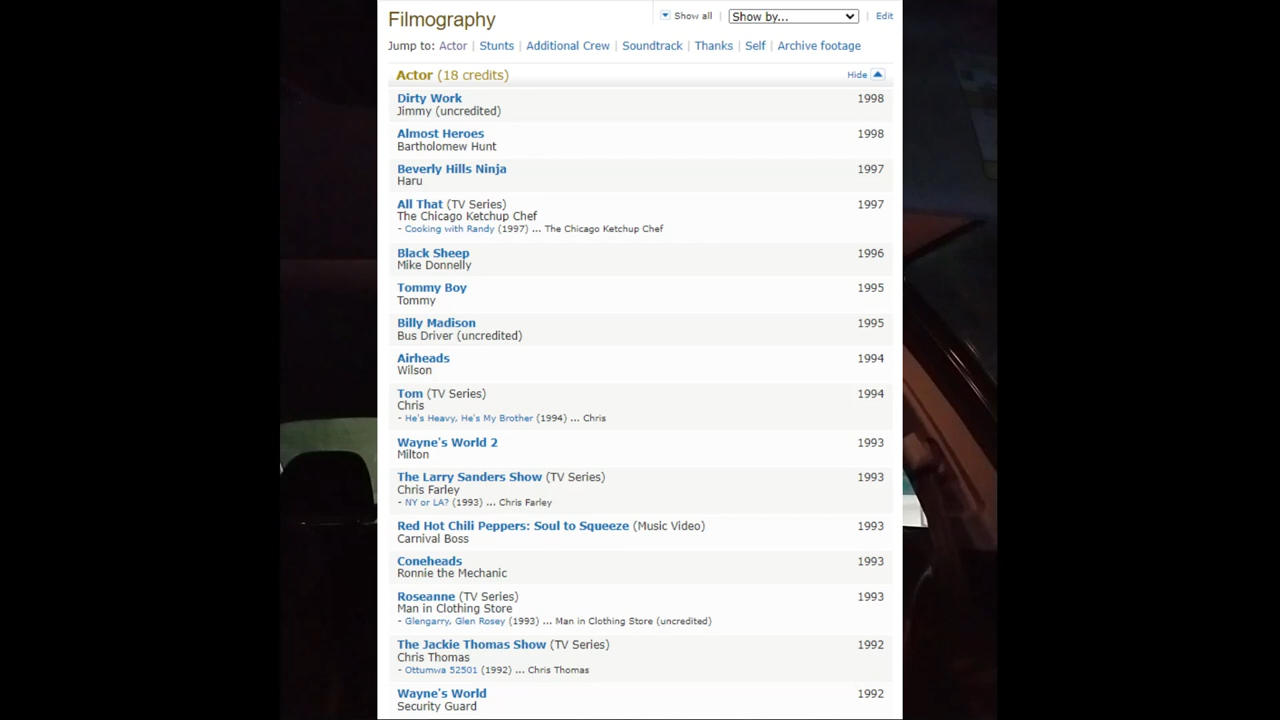 Filmography
Show all | Show by... | Edit
Jump to: Actor | Stunts | Additional Crew | Soundtrack | Thanks | Self | Archive footage
Actor (18 credits) Hide
Dirty Work 1998
Jimmy (uncredited)
Almost Heroes 1998
Bartholomew Hunt
Beverly Hills Ninja 1997
Haru
All That (TV Series) 1997
The Chicago Ketchup Chef
- Cooking with Randy (1997) ... The Chicago Ketchup Chef
Black Sheep 1996
Mike Donnelly
Tommy Boy 1995
Tommy
Billy Madison 1995
Bus Driver (uncredited)
Airheads 1994
Wilson
Tom (TV Series) 1994
Chris
- He's Heavy, He's My Brother (1994) ... Chris
Wayne's World 2 1993
Milton
The Larry Sanders Show (TV Series) 1993
Chris Farley
- NY or LA? (1993) ... Chris Farley
Red Hot Chili Peppers: Soul to Squeeze (Music Video) 1993
Carnival Boss
Coneheads 1993
Ronnie the Mechanic
Roseanne (TV Series) 1993
Man in Clothing Store
- Glengarry, Glen Rosey (1993) ... Man in Clothing Store (uncredited)
The Jackie Thomas Show (TV Series) 1992
Chris Thomas
- Ottumwa 52501 (1992) ... Chris Thomas
Wayne's World 1992
Security Guard